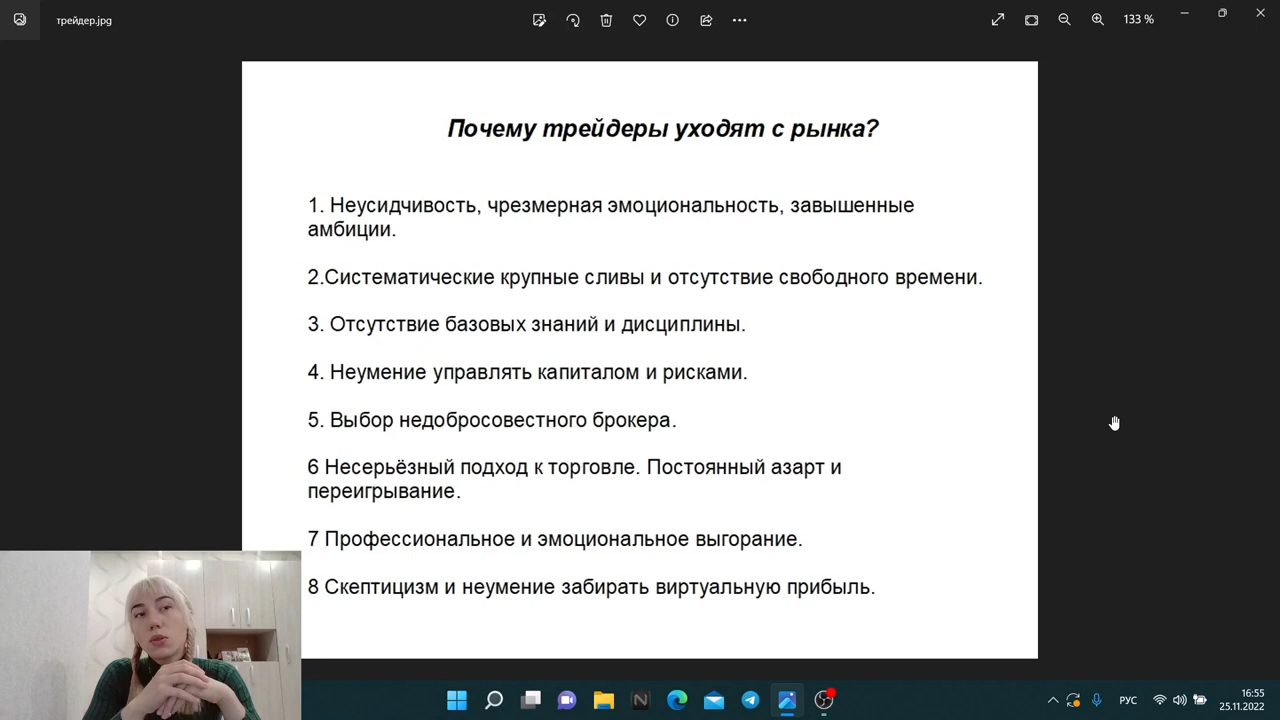 трейдер.jpg
133 %
Почему трейдеры уходят с рынка?
1. Неусидчивость, чрезмерная эмоциональность, завышенные
амбиции.
2.Систематические крупные сливы и отсутствие свободного времени.
3. Отсутствие базовых знаний и дисциплины.
4. Неумение управлять капиталом и рисками.
5. Выбор недобросовестного брокера.
6 Несерьёзный подход к торговле. Постоянный азарт и
переигрывание.
7 Профессиональное и эмоциональное выгорание.
8 Скептицизм и неумение забирать виртуальную прибыль.
N
РУС
16:55
25.11.2022